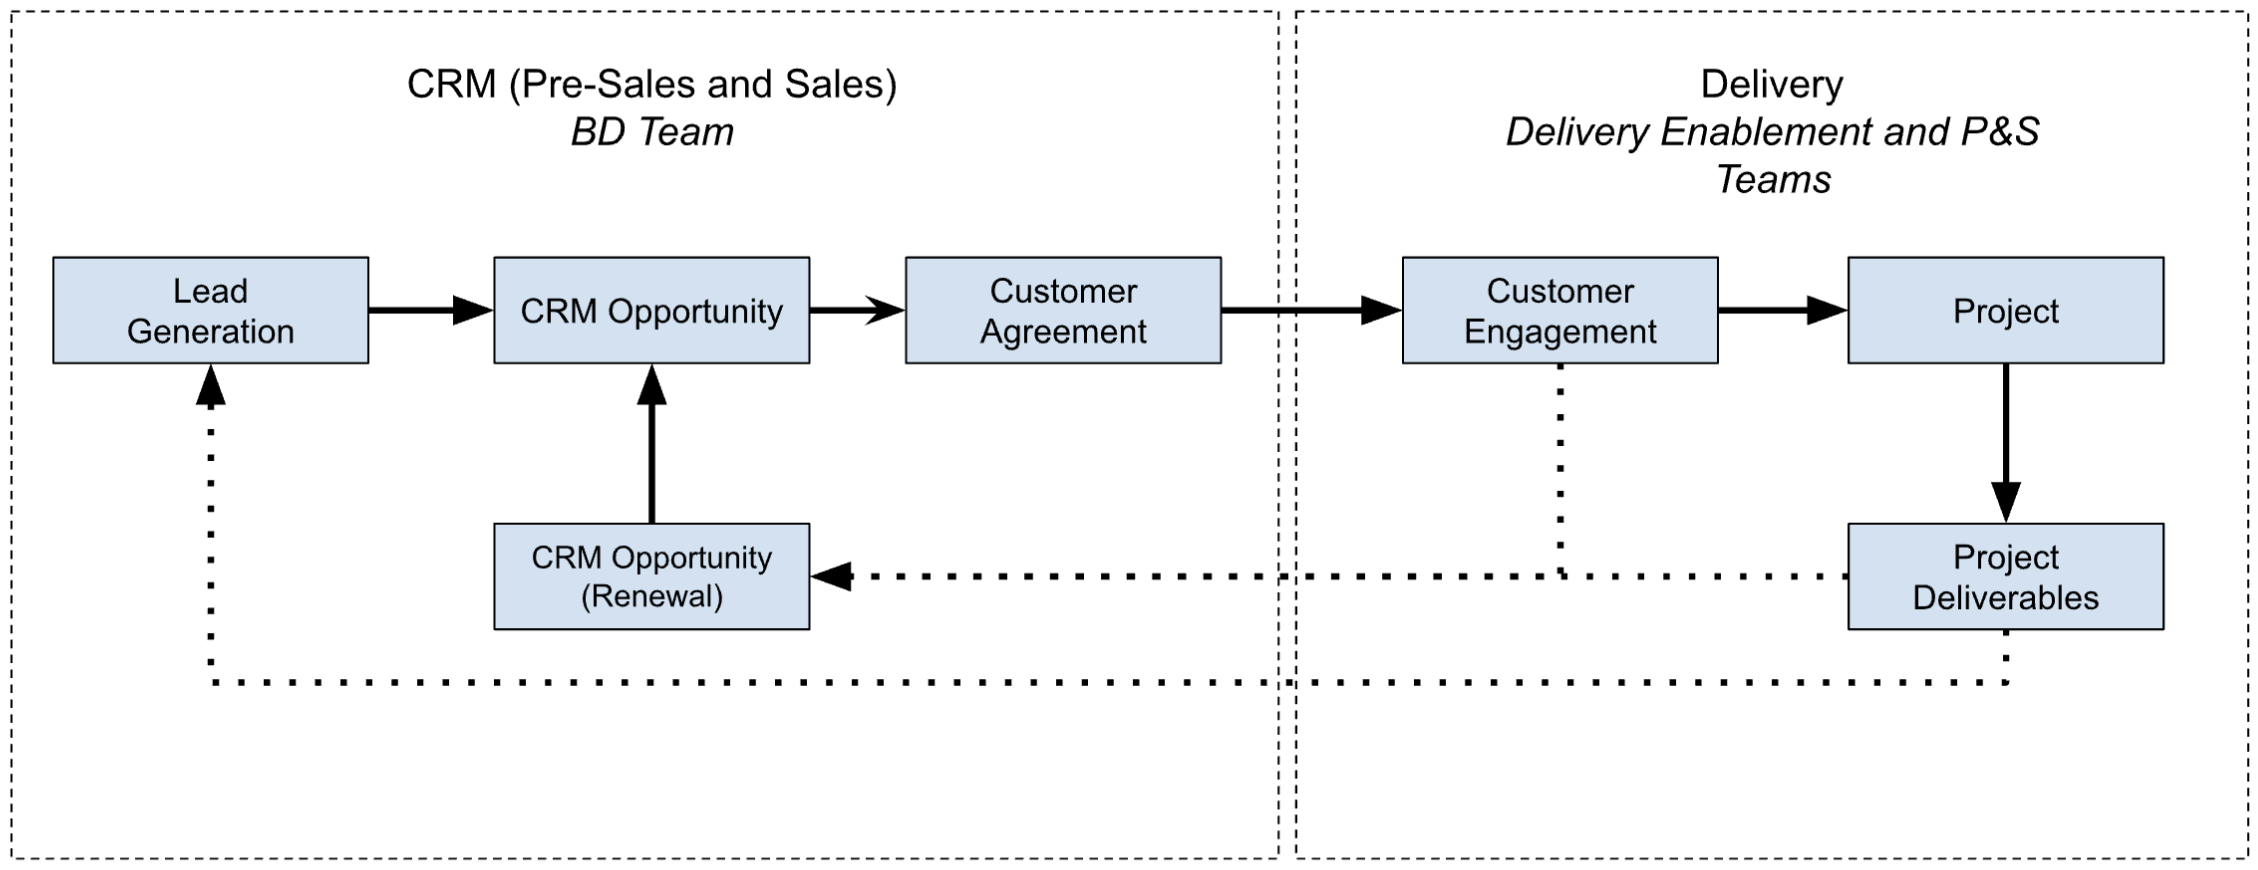 CRM (Pre-Sales and Sales)
BD Team
Delivery
Delivery Enablement and P&S
Teams
Lead
Generation
CRM Opportunity
Customer
Agreement
Customer
Engagement
Project
CRM Opportunity
(Renewal)
Project
Deliverables